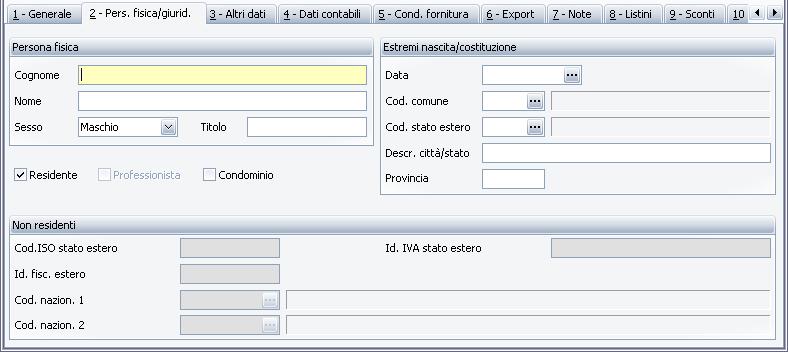 1 - Generale 2 - Pers. fisica/giurid. 3 - Altri dati 4 - Dati contabili 5 - Cond. fornitura 6 - Export 7 - Note 8 - Listini 9 - Sconti 10
Persona fisica
Cognome
Nome
Sesso Maschio Titolo
Residente Professionista Condominio
Estremi nascita/costituzione
Data ...
Cod. comune ...
Cod. stato estero ...
Descr. città/stato
Provincia
Non residenti
Cod.ISO stato estero Id. IVA stato estero
Id. fisc. estero
Cod. nazion. 1 ...
Cod. nazion. 2 ...